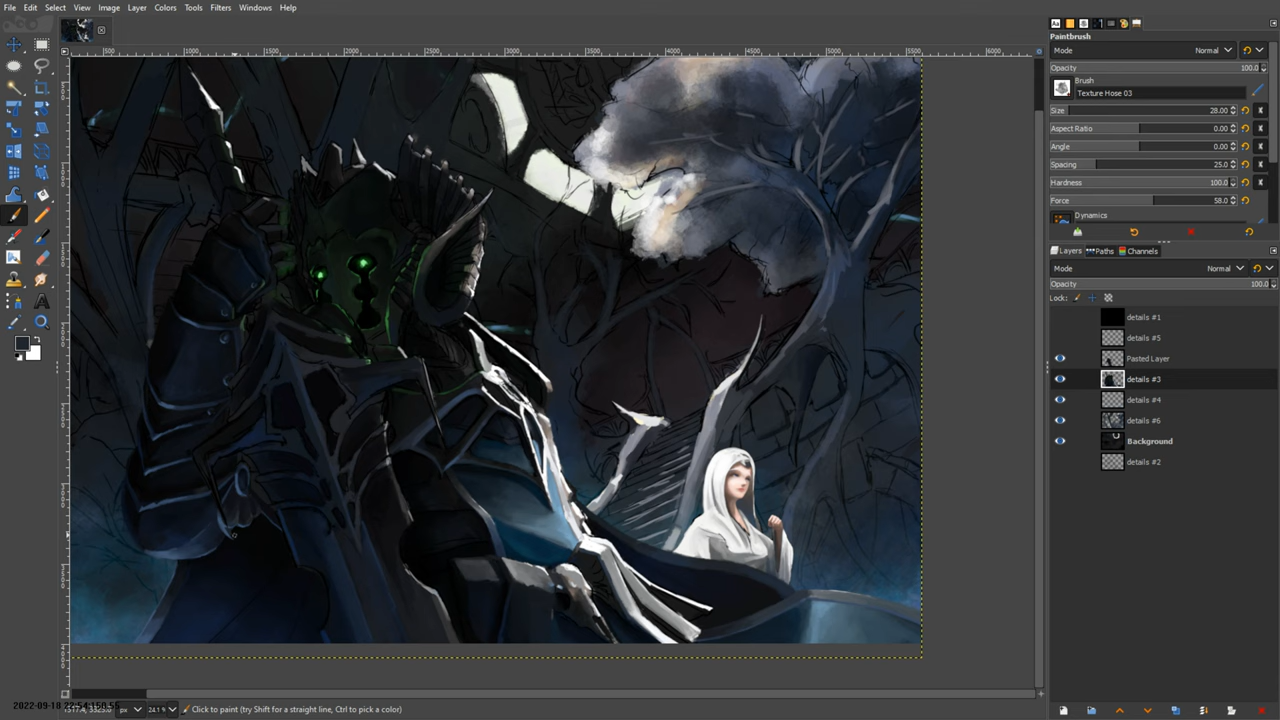 File Edit Select View Image Layer Colors Tools Filters Windows Help
500 1000 1500 2000 2500 3000 3500 4000 4500 5000 5500 6000
Paintbrush
Mode Normal
Opacity 100.0
Brush
Texture Hose 03
Size 28.00
Aspect Ratio 0.00
Angle 0.00
Spacing 25.0
Hardness 100.0
Force 58.0
Dynamics
Layers Paths Channels
Mode Normal
Opacity 100.0
Lock:
details #1
details #5
Pasted Layer
details #3
details #4
details #6
Background
details #2
px 24.1 % Click to paint (try Shift for a straight line, Ctrl to pick a color)